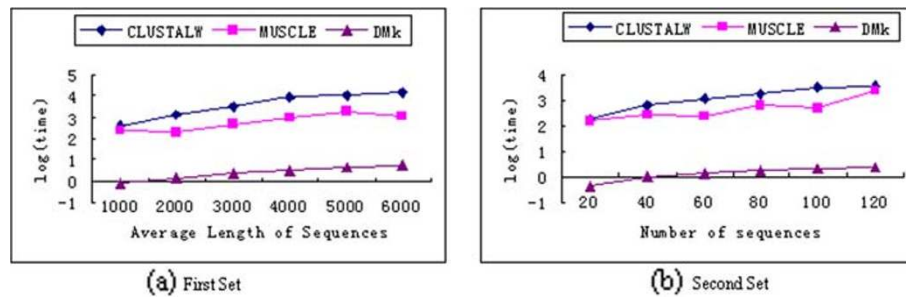 CLUSTALW MUSCLE DMk
log(time)
5
4
3
2
1
0
-1
1000 2000 3000 4000 5000 6000
Average Length of Sequences
(a) First Set
CLUSTALW MUSCLE DMk
log(time)
4
3
2
1
0
-1
20 40 60 80 100 120
Number of sequences
(b) Second Set